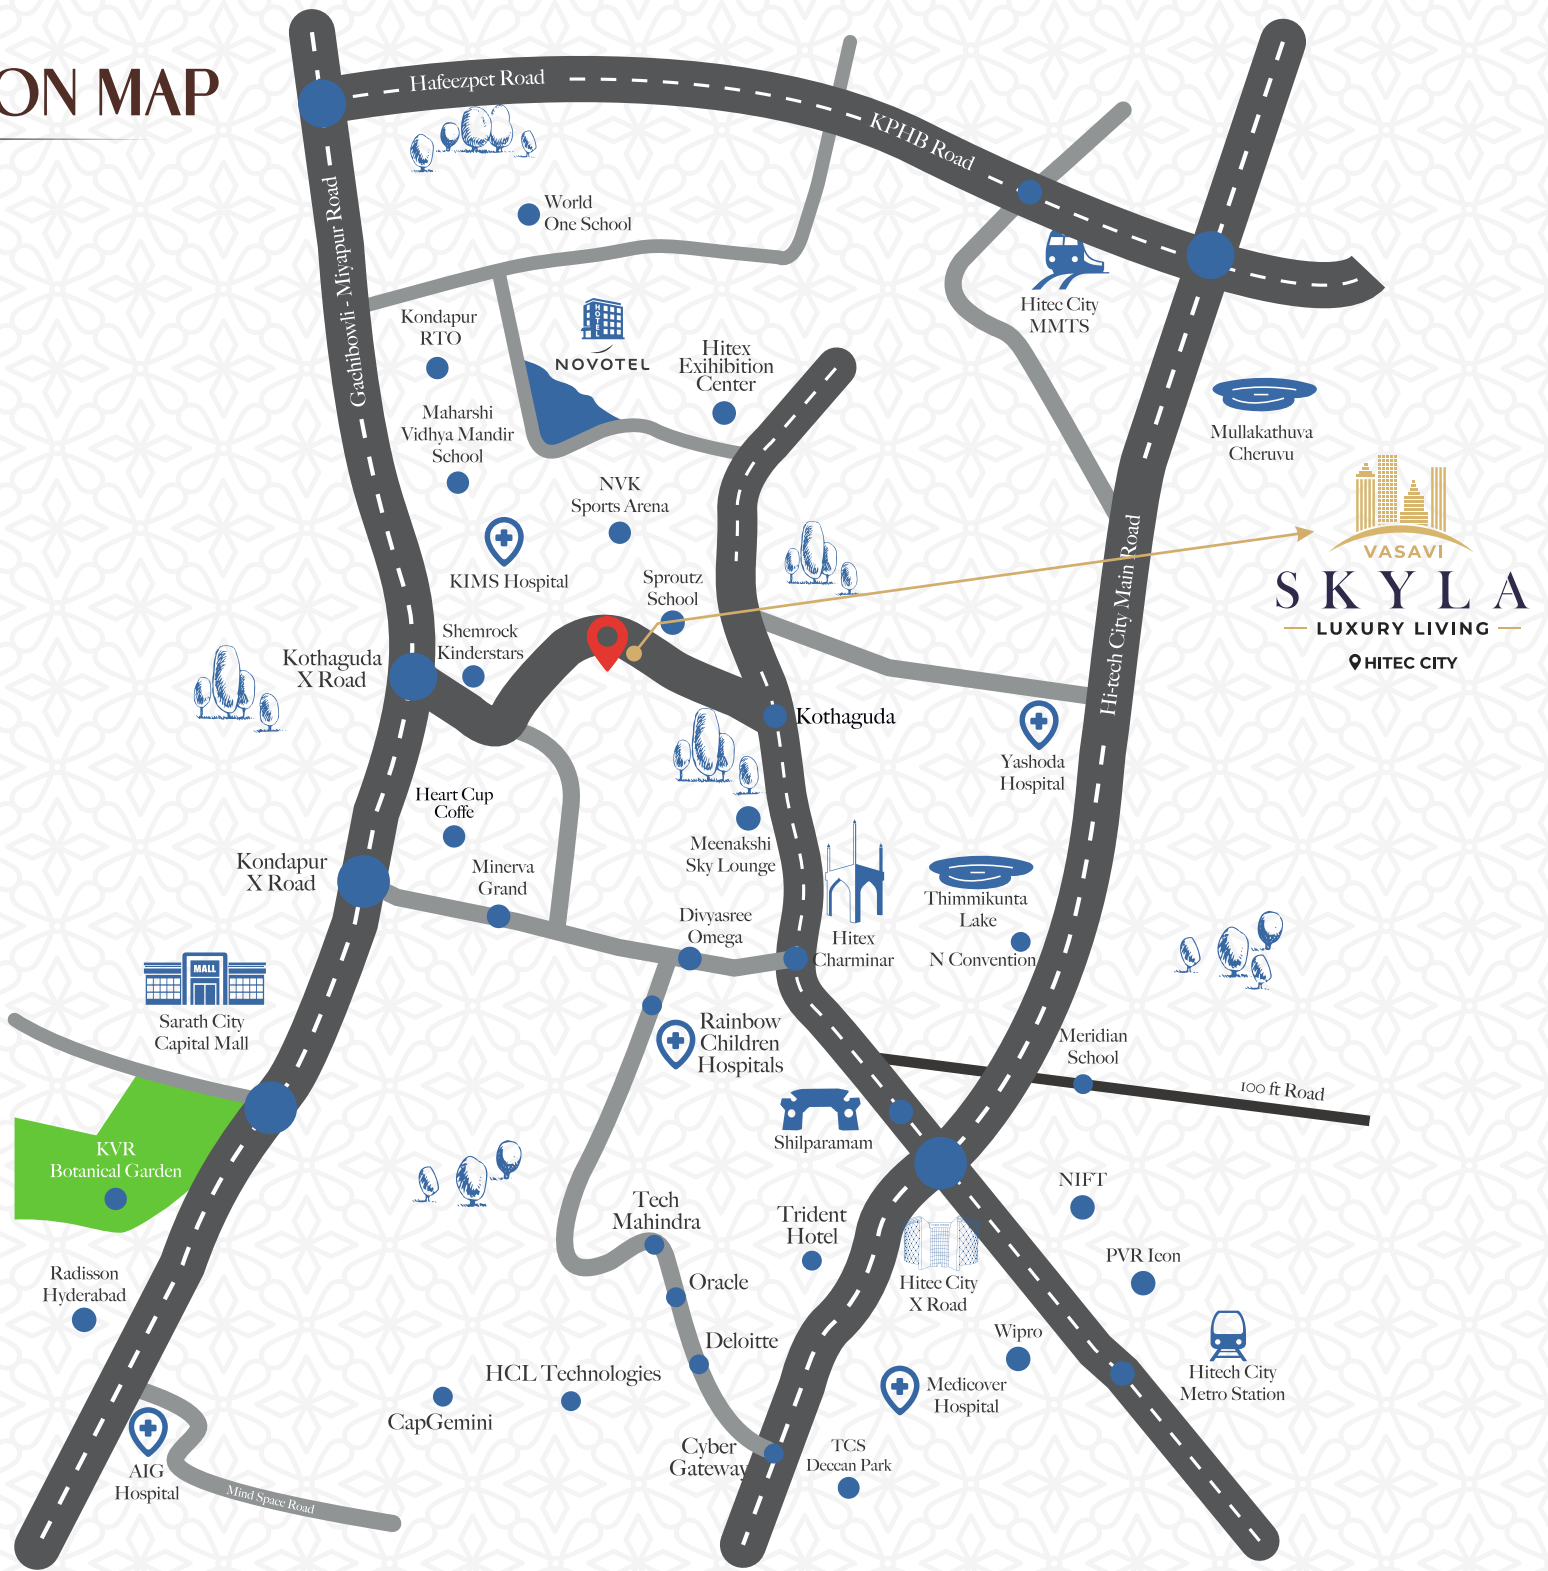 ON MAP
Hafeezpet Road
KPHB Road
Gachibowli - Miyapur Road
World
One School
Kondapur
RTO
HOTEL
NOVOTEL
Hitex
Exihibition
Center
Hitec City
MMTS
Maharshi
Vidhya Mandir
School
Mullakathuva
Cheruvu
NVK
Sports Arena
KIMS Hospital
Sproutz
School
Hi-tech City Main Road
VASAVI
SKYLA
LUXURY LIVING
HITEC CITY
Shemrock
Kinderstars
Kothaguda
X Road
Kothaguda
Yashoda
Hospital
Heart Cup
Coffe
Meenakshi
Sky Lounge
Kondapur
X Road
Minerva
Grand
Thimmikunta
Lake
Divyasree
Omega
Hitex
Charminar
N Convention
MALL
Sarath City
Capital Mall
Rainbow
Children
Hospitals
Meridian
School
100 ft Road
Shilparamam
KVR
Botanical Garden
NIFT
Tech
Mahindra
Trident
Hotel
PVR Icon
Radisson
Hyderabad
Oracle
Hitec City
X Road
Deloitte
Wipro
HCL Technologies
Hitech City
Metro Station
Medicover
Hospital
CapGemini
Cyber
Gateway
TCS
Deccan Park
AIG
Hospital
Mind Space Road